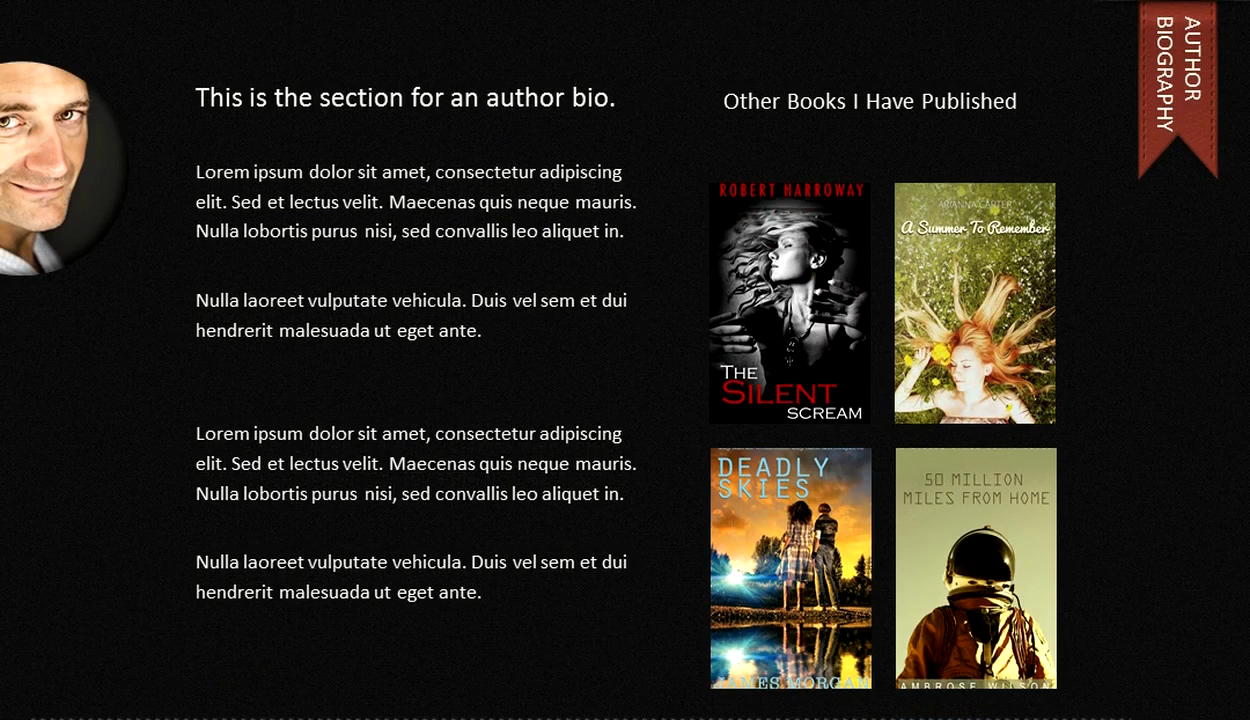 AUTHOR
BIOGRAPHY
This is the section for an author bio.
Lorem ipsum dolor sit amet, consectetur adipiscing
elit. Sed et lectus velit. Maecenas quis neque mauris.
Nulla lobortis purus nisi, sed convallis leo aliquet in.
Nulla laoreet vulputate vehicula. Duis vel sem et dui
hendrerit malesuada ut eget ante.
Lorem ipsum dolor sit amet, consectetur adipiscing
elit. Sed et lectus velit. Maecenas quis neque mauris.
Nulla lobortis purus nisi, sed convallis leo aliquet in.
Nulla laoreet vulputate vehicula. Duis vel sem et dui
hendrerit malesuada ut eget ante.
Other Books I Have Published
ROBERT HARROWAY
THE
SILENT
SCREAM
ARIANNA CARTER
A Summer To Remember
DEADLY
SKIES
JAMES MORGAN
50 MILLION
MILES FROM HOME
AMBROSE WILSON